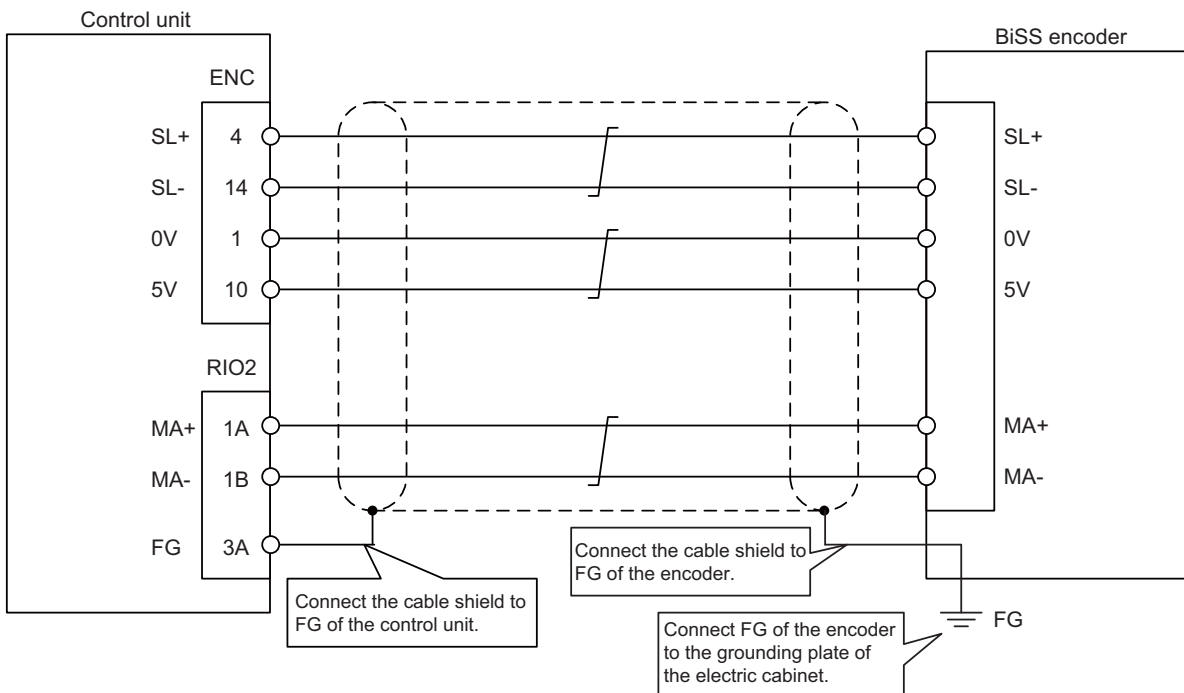 Control unit
BiSS encoder
ENC
SL+ 4 SL+
SL- 14 SL-
0V 1 0V
5V 10 5V
RIO2
MA+ 1A MA+
MA- 1B MA-
FG 3A
Connect the cable shield to
FG of the encoder.
Connect the cable shield to
FG of the control unit.
FG
Connect FG of the encoder
to the grounding plate of
the electric cabinet.